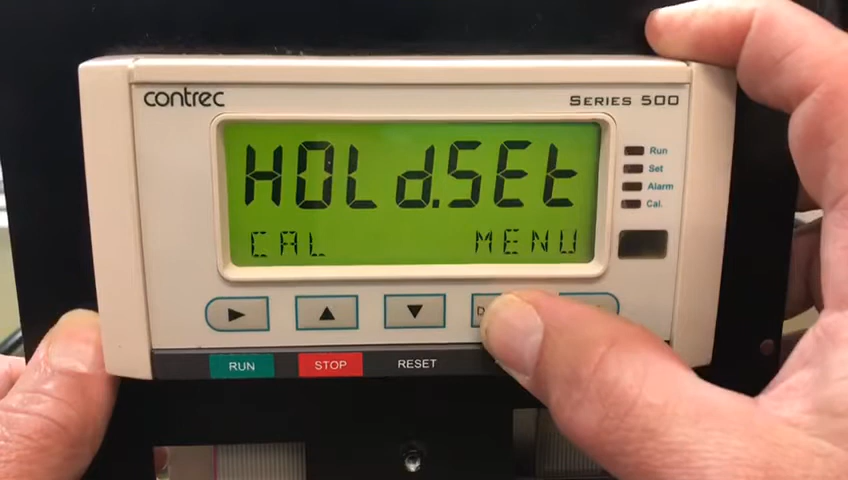 contrec
SERIES 500
HOLd.SEt
CAL MENU
Run
Set
Alarm
Cal.
RUN
STOP
RESET